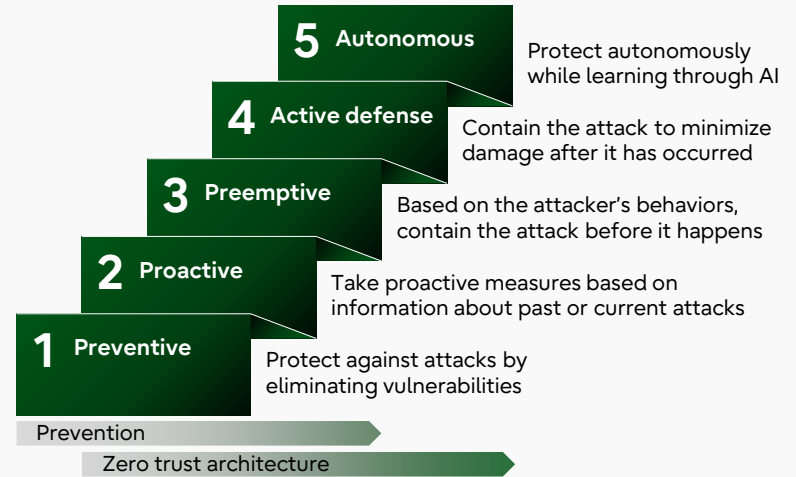 5 Autonomous
Protect autonomously
while learning through AI
4 Active defense
Contain the attack to minimize
damage after it has occurred
3 Preemptive
Based on the attacker's behaviors,
contain the attack before it happens
2 Proactive
Take proactive measures based on
information about past or current attacks
1 Preventive
Protect against attacks by
eliminating vulnerabilities
Prevention
Zero trust architecture